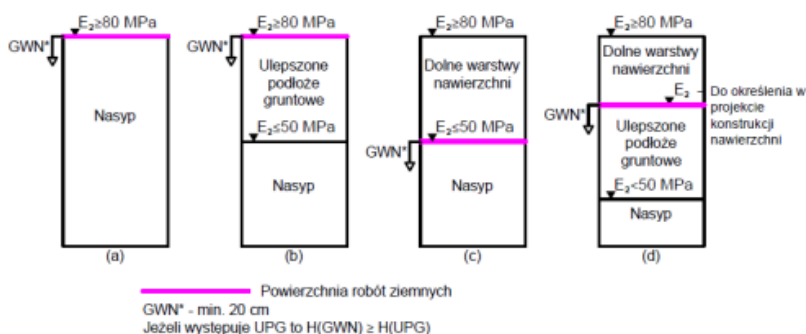 E₂≥80 MPa
GWN*
Nasyp
(a)
E₂≥80 MPa
GWN*
Ulepszone
podłoże
gruntowe
E₂≤50 MPa
Nasyp
(b)
E₂≥80 MPa
Dolne warstwy
nawierzchni
E₂≤50 MPa
GWN*
Nasyp
(c)
E₂≥80 MPa
Dolne warstwy
nawierzchni
E₂
Do określenia w
projekcie
konstrukcji
nawierzchni
GWN*
Ulepszone
podłoże
gruntowe
E₂<50 MPa
Nasyp
(d)
Powierzchnia robót ziemnych
GWN* - min. 20 cm
Jeżeli występuje UPG to H(GWN) ≥ H(UPG)